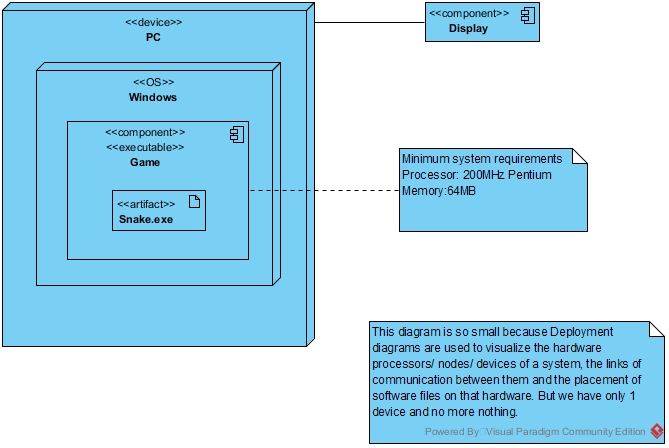 <<device>>
PC
<<component>>
Display
<<OS>>
Windows
<<component>>
<<executable>>
Game
<<artifact>>
Snake.exe
Minimum system requirements
Processor: 200MHz Pentium
Memory:64MB
This diagram is so small because Deployment
diagrams are used to visualize the hardware
processors/ nodes/ devices of a system, the links of
communication between them and the placement of
software files on that hardware. But we have only 1
device and no more nothing.
Powered By Visual Paradigm Community Edition